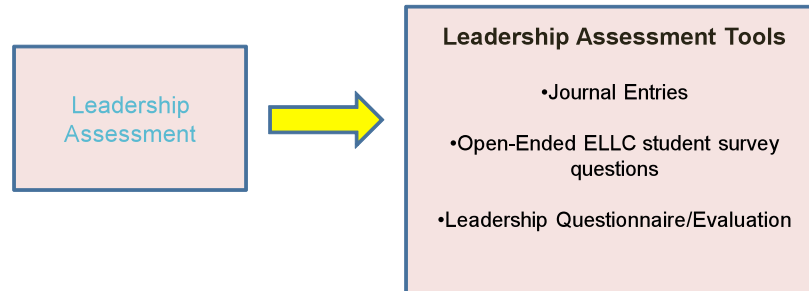 Leadership
Assessment
Leadership Assessment Tools
•Journal Entries
•Open-Ended ELLC student survey
questions
•Leadership Questionnaire/Evaluation